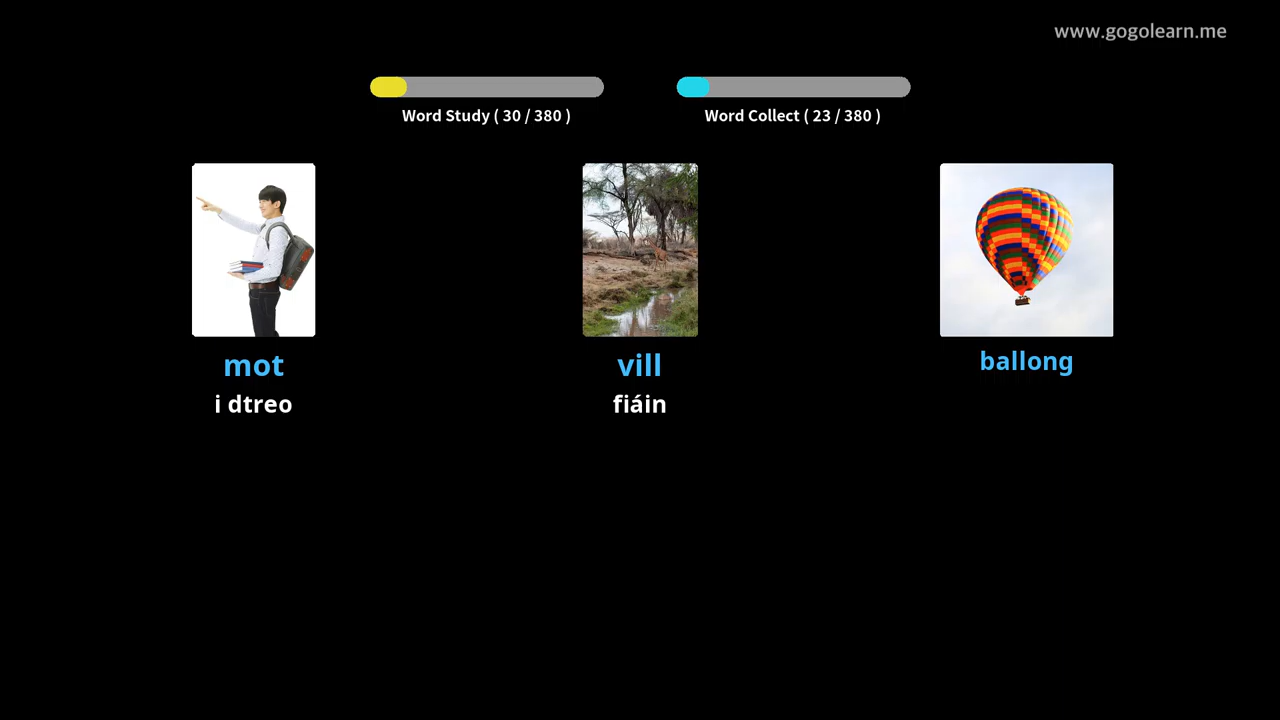 www.gogolearn.me
Word Study ( 30 / 380 )
Word Collect ( 23 / 380 )
mot
i dtreo
vill
fiáin
ballong